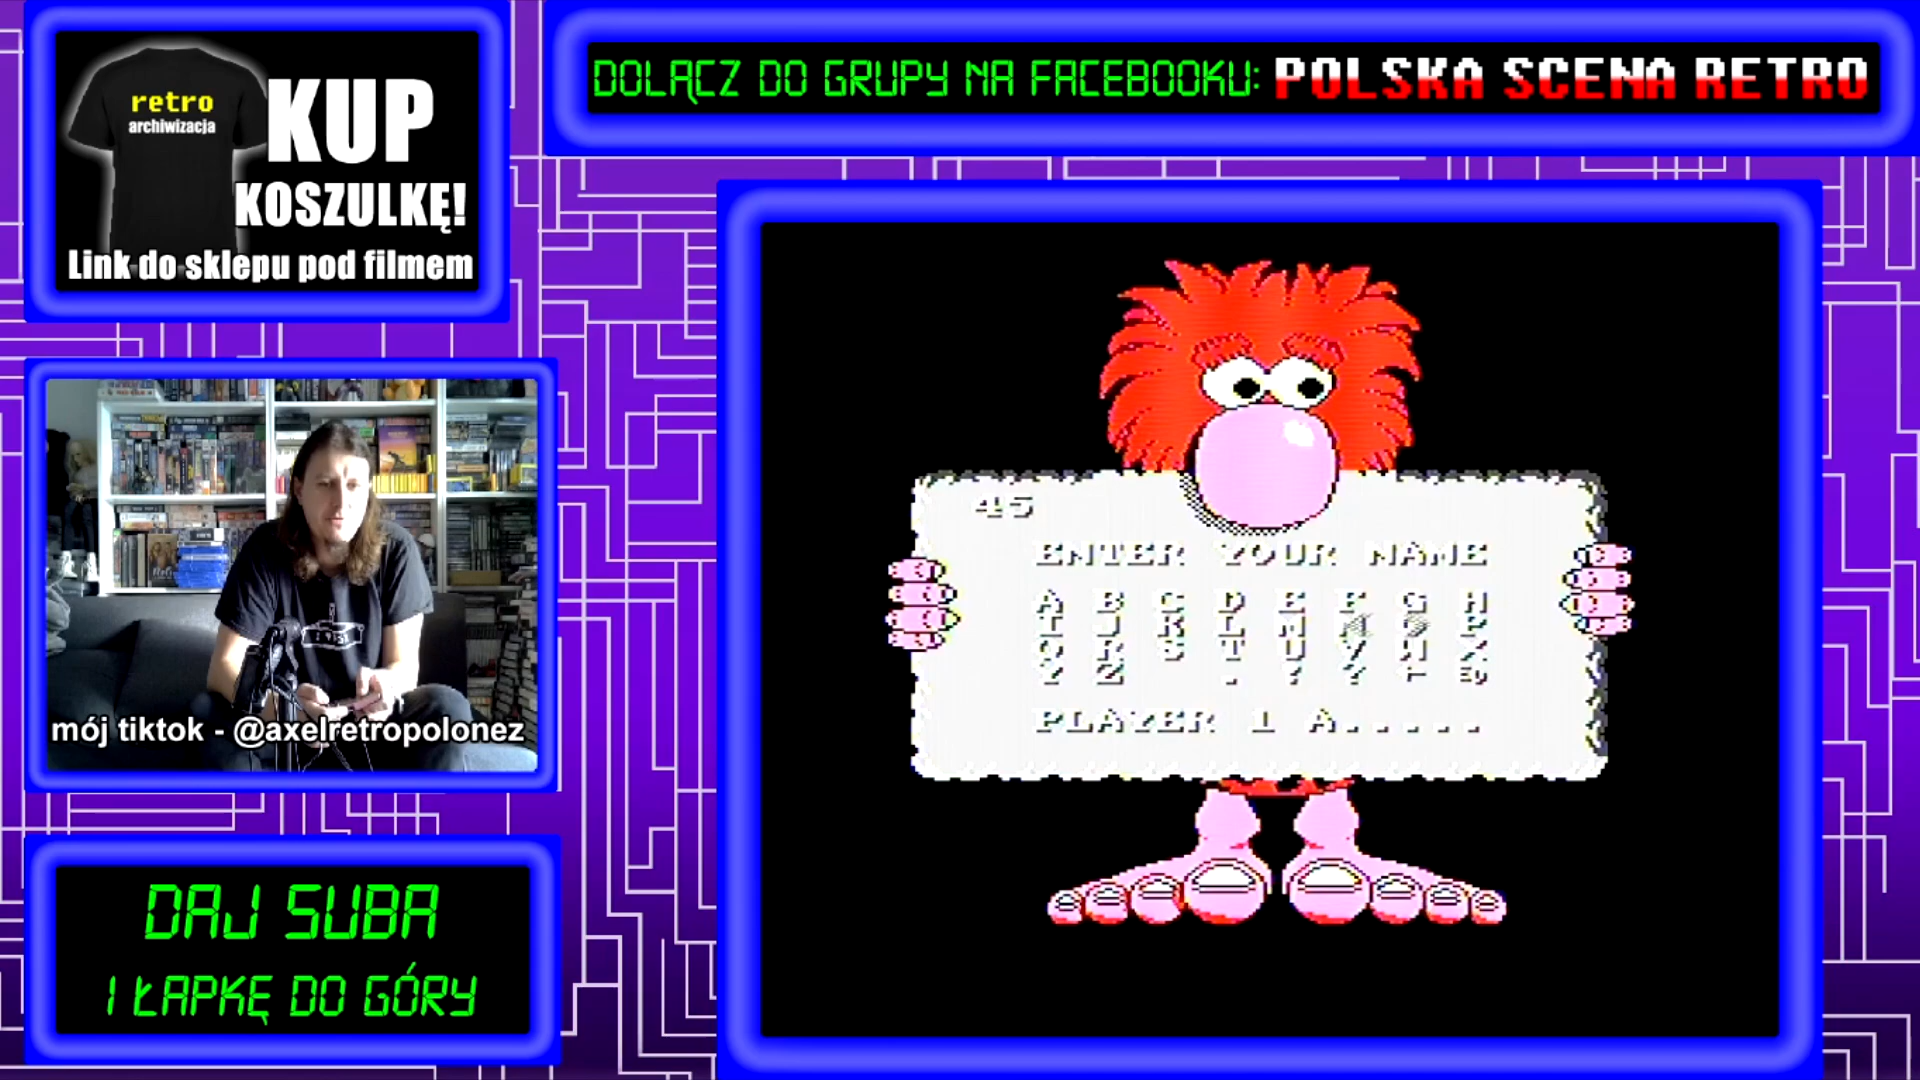 retro
archiwizacja
KUP
KOSZULKĘ!
Link do sklepu pod filmem
DOLĄCZ DO GRUPY NA FACEBOOKU: POLSKA SCENA RETRO
mój tiktok - @axelretropolonez
DAJ SUBA
I ŁAPKĘ DO GÓRY
45
ENTER YOUR NAME
A B C D E F G H
I J K L M N O P
Q R S T U V W X
Y Z
PLAYER 1 A.....